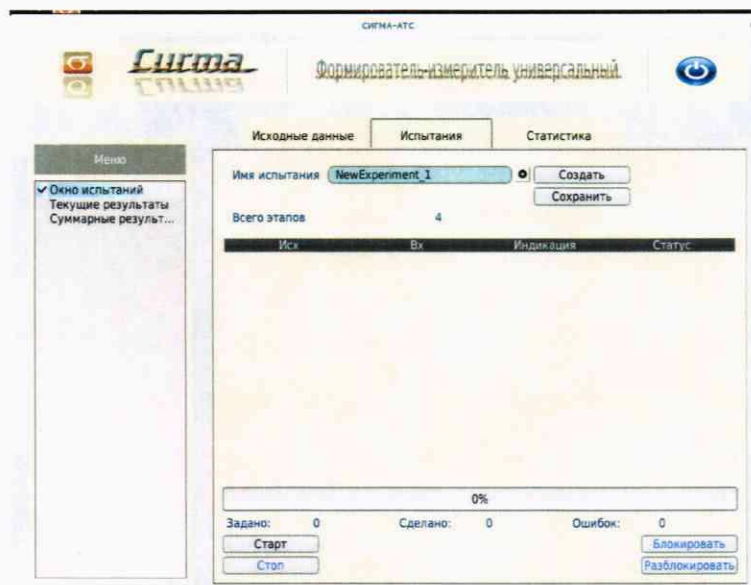 СИГМА-АТС
Сигма
Формирователь-измеритель универсальный
Исходные данные Испытания Статистика
Меню
Окно испытаний
Текущие результаты
Суммарные результ...
Имя испытания NewExperiment_1 Создать
Сохранить
Всего этапов 4
Исх Вх Индикация Статус
0%
Задано: 0 Сделано: 0 Ошибок: 0
Старт Блокировать
Стоп Разблокировать